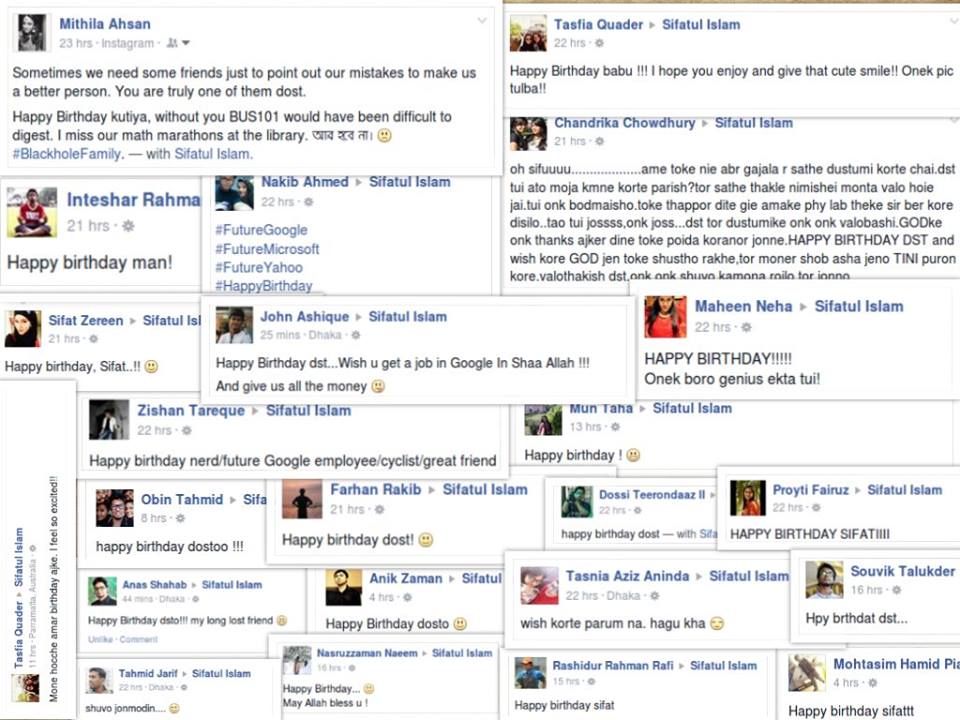 Mithila Ahsan
23 hrs · Instagram ·
Sometimes we need some friends just to point out our mistakes to make us
a better person. You are truly one of them dost.
Happy Birthday kutiya, without you BUS101 would have been difficult to
digest. I miss our math marathons at the library. আর হবে না।
#BlackholeFamily. — with Sifatul Islam.
Tasfia Quader ▸ Sifatul Islam
22 hrs ·
Happy Birthday babu !!! I hope you enjoy and give that cute smile!! Onek pic
tulba!!
Chandrika Chowdhury ▸ Sifatul Islam
21 hrs ·
oh sifuuuu...................ame toke nie abr gajala r sathe dustumi korte chai.dst
tui ato moja kmne korte parish?tor sathe thakle nimishei monta valo hoie
jai.tui onk bodmaisho.toke thappor dite gie amake phy lab theke sir ber kore
disilo..tao tui jossss,onk joss...dst tor dustumike onk onk valobashi.GODke
onk thanks ajker dine toke poida koranor jonne.HAPPY BIRTHDAY DST and
wish kore GOD jen toke shustho rakhe,tor moner shob asha jeno TINI puron
kore.valothakish dst,onk onk shuvo kamona roilo tor jonno
Inteshar Rahma
21 hrs ·
Happy birthday man!
Nakib Ahmed ▸ Sifatul Islam
22 hrs ·
#FutureGoogle
#FutureMicrosoft
#FutureYahoo
#HappyBirthday
Sifat Zereen ▸ Sifatul Isl
21 hrs ·
Happy birthday, Sifat..!!
John Ashique ▸ Sifatul Islam
25 mins · Dhaka ·
Happy Birthday dst...Wish u get a job in Google In Shaa Allah !!!
And give us all the money
Maheen Neha ▸ Sifatul Islam
22 hrs ·
HAPPY BIRTHDAY!!!!!
Onek boro genius ekta tui!
Zishan Tareque ▸ Sifatul Islam
22 hrs ·
Happy birthday nerd/future Google employee/cyclist/great friend
Mun Taha ▸ Sifatul Islam
13 hrs ·
Happy birthday !
Tasfia Quader ▸ Sifatul Islam
11 hrs · Parramatta, Australia ·
Mone hocche amar birthday ajke. I feel so excited!!
Obin Tahmid ▸ Sifa
8 hrs ·
happy birthday dostoo !!!
Farhan Rakib ▸ Sifatul Islam
21 hrs ·
Happy birthday dost!
Dossi Teerondaaz II ▸
22 hrs ·
happy birthday dost — with Sifa
Proyti Fairuz ▸ Sifatul Islam
22 hrs ·
HAPPY BIRTHDAY SIFATIIII
Anas Shahab ▸ Sifatul Islam
44 mins · Dhaka ·
Happy Birthday dsto!!! my long lost friend
Unlike · Comment
Anik Zaman ▸ Sifatul
4 hrs ·
Happy Birthday dosto
Tasnia Aziz Aninda ▸ Sifatul Islam
22 hrs · Dhaka ·
wish korte parum na. hagu kha
Souvik Talukder
16 hrs ·
Hpy brthdat dst...
Tahmid Jarif ▸ Sifatul Islam
22 hrs · Dhaka ·
shuvo jonmodin....
Nasruzzaman Naeem ▸ Sifatul Islam
16 hrs ·
Happy Birthday...
May Allah bless u !
Rashidur Rahman Rafi ▸ Sifatul Islam
15 hrs ·
Happy birthday sifat
Mohtasim Hamid Pia
4 hrs ·
Happy birthday sifattt